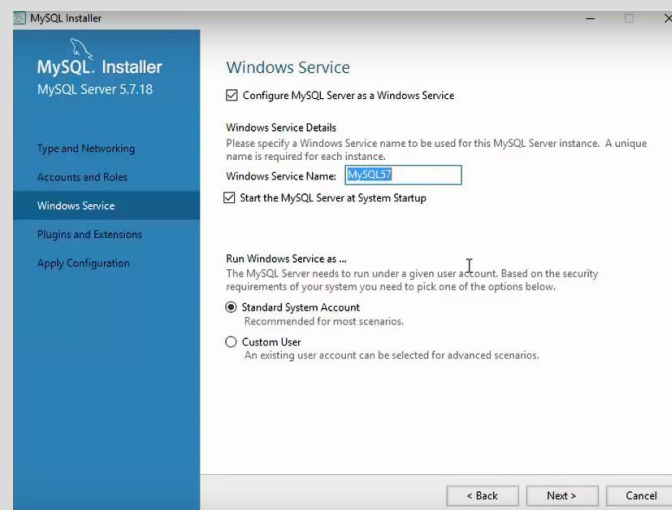 MySQL Installer
MySQL. Installer
MySQL Server 5.7.18
Type and Networking
Accounts and Roles
Windows Service
Plugins and Extensions
Apply Configuration
Windows Service
Configure MySQL Server as a Windows Service
Windows Service Details
Please specify a Windows Service name to be used for this MySQL Server instance. A unique
name is required for each instance.
Windows Service Name: MySQL57
Start the MySQL Server at System Startup
Run Windows Service as ...
The MySQL Server needs to run under a given user account. Based on the security
requirements of your system you need to pick one of the options below.
Standard System Account
Recommended for most scenarios.
Custom User
An existing user account can be selected for advanced scenarios.
< Back Next > Cancel